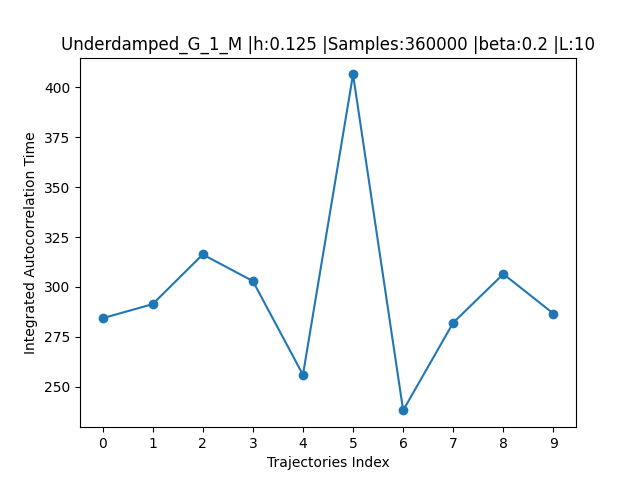 Underdamped_G_1_M |h:0.125 |Samples:360000 |beta:0.2 |L:10
Integrated Autocorrelation Time
400
375
350
325
300
275
250
0 1 2 3 4 5 6 7 8 9
Trajectories Index